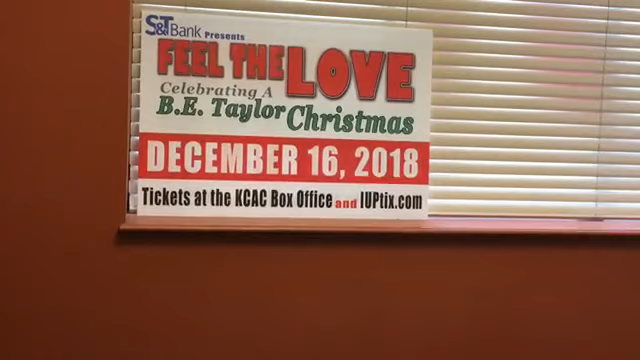 S&T Bank Presents
FEEL THE LOVE
Celebrating A
B.E. Taylor Christmas
DECEMBER 16, 2018
Tickets at the KCAC Box Office and IUPtix.com